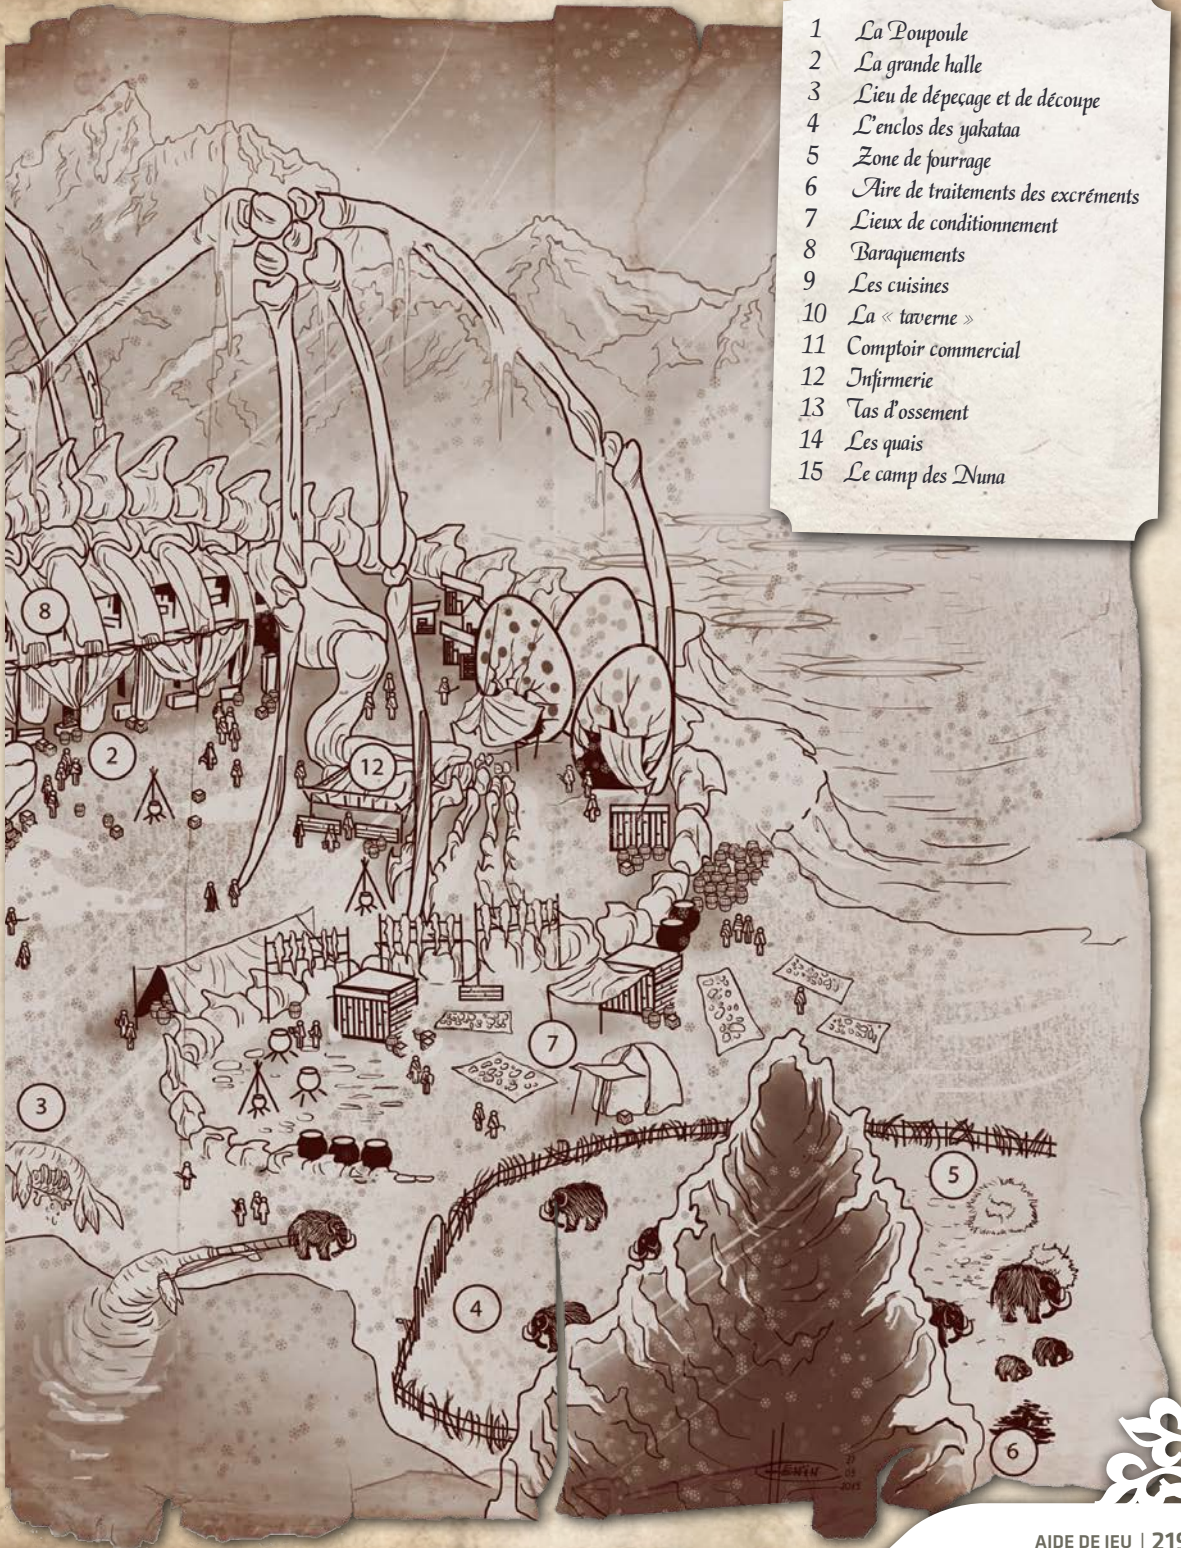 1 La Poupoule
2 La grande halle
3 Lieu de dépeçage et de découpe
4 L'enclos des yakataa
5 Zone de fourrage
6 Aire de traitements des excréments
7 Lieux de conditionnement
8 Baraquements
9 Les cuisines
10 La « taverne »
11 Comptoir commercial
12 Infirmerie
13 Tas d'ossement
14 Les quais
15 Le camp des Nuna
8
2
12
7
3
5
4
6
AIDE DE JEU | 219